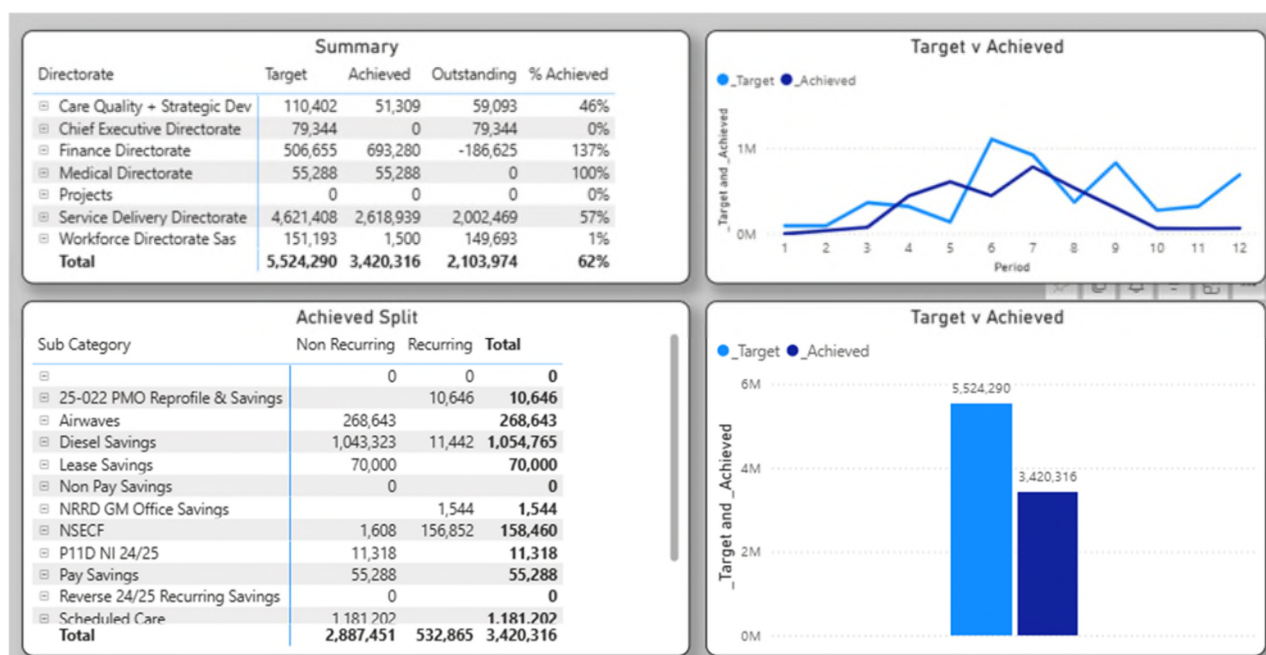 Summary
Directorate Target Achieved Outstanding % Achieved
Care Quality + Strategic Dev 110,402 51,309 59,093 46%
Chief Executive Directorate 79,344 0 79,344 0%
Finance Directorate 506,655 693,280 -186,625 137%
Medical Directorate 55,288 55,288 0 100%
Projects 0 0 0 0%
Service Delivery Directorate 4,621,408 2,618,939 2,002,469 57%
Workforce Directorate Sas 151,193 1,500 149,693 1%
Total 5,524,290 3,420,316 2,103,974 62%
Target v Achieved
_Target _Achieved
_Target and _Achieved
1M
0M
1 2 3 4 5 6 7 8 9 10 11 12
Period
Achieved Split
Sub Category Non Recurring Recurring Total
0 0 0
25-022 PMO Reprofile & Savings 10,646 10,646
Airwaves 268,643 268,643
Diesel Savings 1,043,323 11,442 1,054,765
Lease Savings 70,000 70,000
Non Pay Savings 0 0
NRRD GM Office Savings 1,544 1,544
NSECF 1,608 156,852 158,460
P11D NI 24/25 11,318 11,318
Pay Savings 55,288 55,288
Reverse 24/25 Recurring Savings 0 0
Scheduled Care 1,181,202 1,181,202
Total 2,887,451 532,865 3,420,316
Target v Achieved
_Target _Achieved
_Target and _Achieved
6M
5,524,290
4M
3,420,316
2M
0M